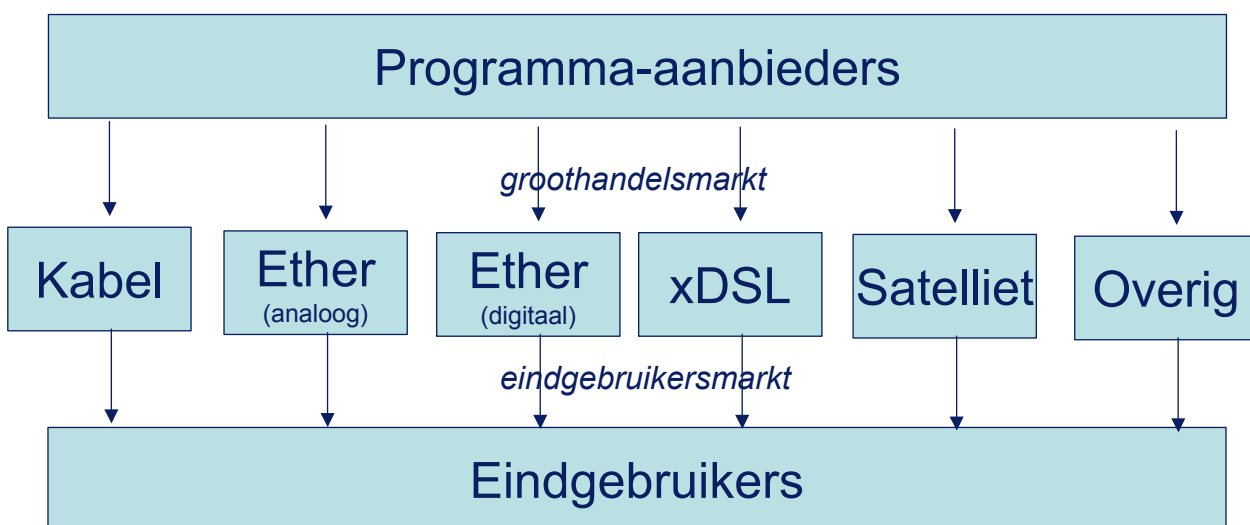 Programma-aanbieders
groothandelsmarkt
Kabel
Ether
(analoog)
Ether
(digitaal)
xDSL
Satelliet
Overig
eindgebruikersmarkt
Eindgebruikers